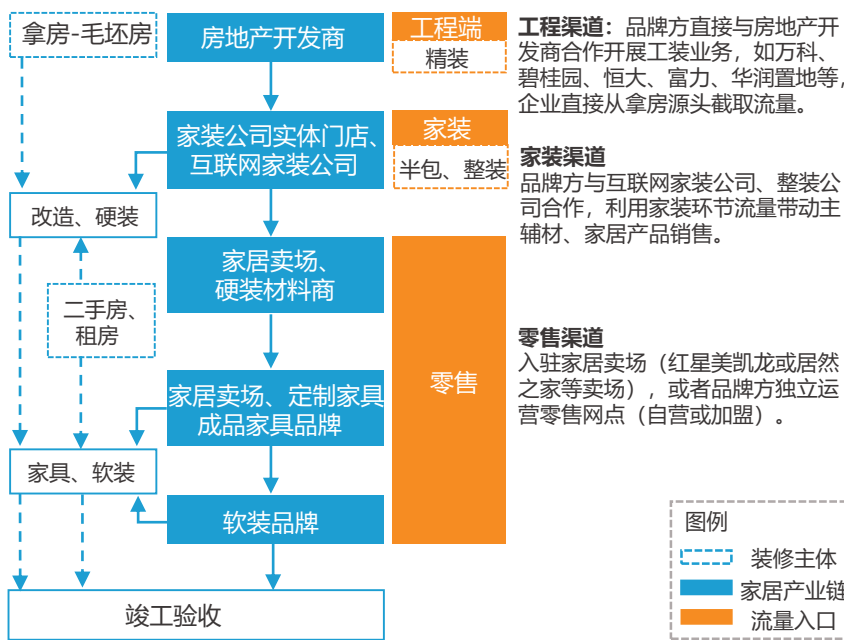 拿房-毛坯房
房地产开发商
工程端
精装
工程渠道：品牌方直接与房地产开
发商合作开展工装业务，如万科、
碧桂园、恒大、富力、华润置地等，
企业直接从拿房源头截取流量。
家装公司实体门店、
互联网家装公司
家装
半包、整装
家装渠道
品牌方与互联网家装公司、整装公
司合作，利用家装环节流量带动主
辅材、家居产品销售。
改造、硬装
家居卖场、
硬装材料商
二手房、
租房
零售
零售渠道
入驻家居卖场（红星美凯龙或居然
之家等卖场），或者品牌方独立运
营零售网点（自营或加盟）。
家居卖场、定制家具
成品家具品牌
家具、软装
软装品牌
竣工验收
图例
装修主体
家居产业链
流量入口